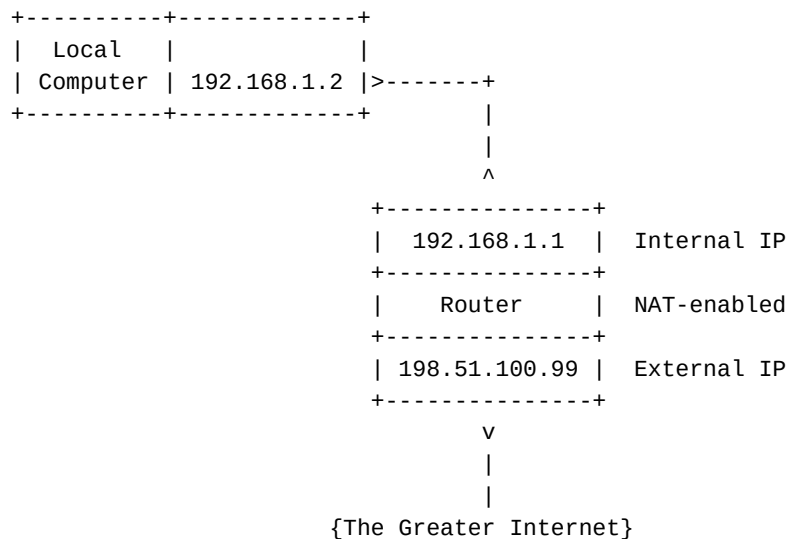 Local
Computer 192.168.1.2
192.168.1.1 Internal IP
Router NAT-enabled
198.51.100.99 External IP
{The Greater Internet}